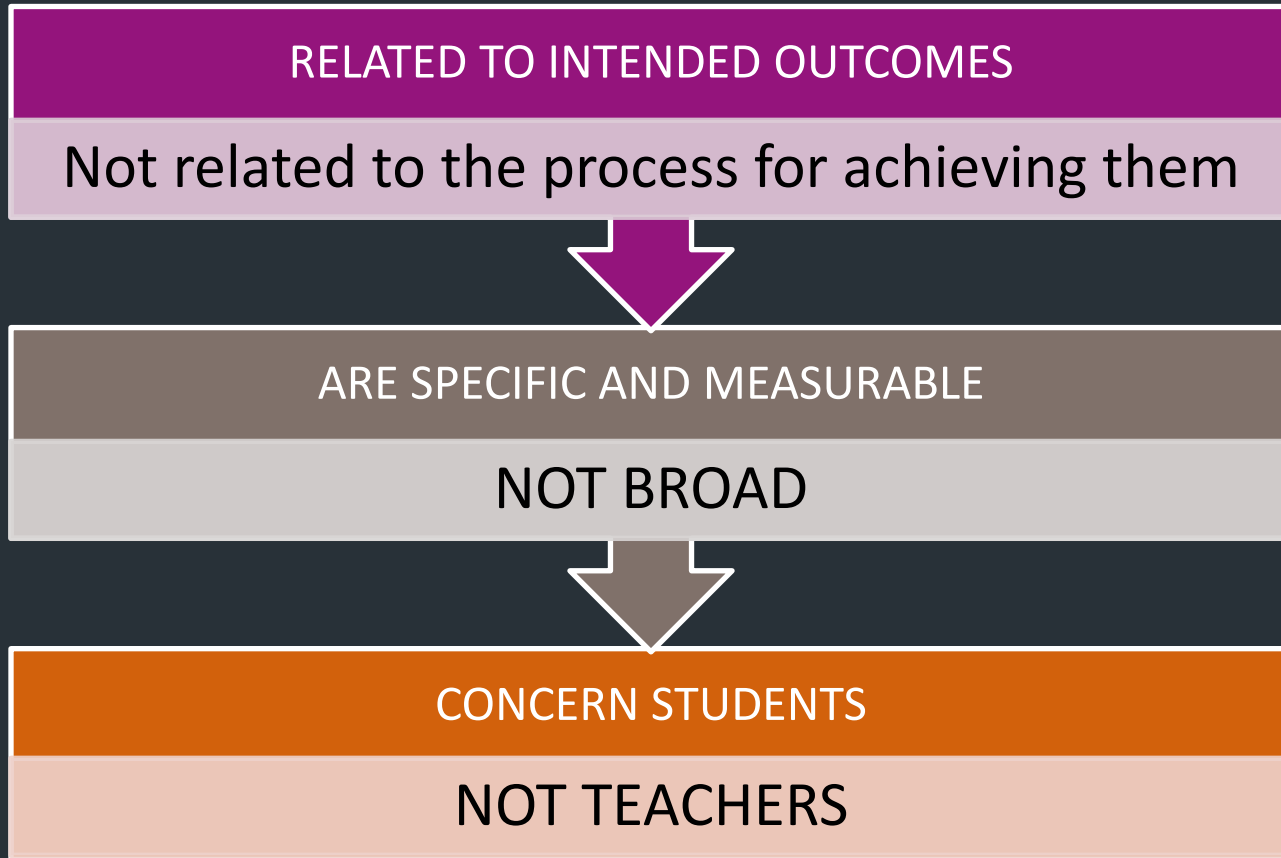 RELATED TO INTENDED OUTCOMES
Not related to the process for achieving them
ARE SPECIFIC AND MEASURABLE
NOT BROAD
CONCERN STUDENTS
NOT TEACHERS